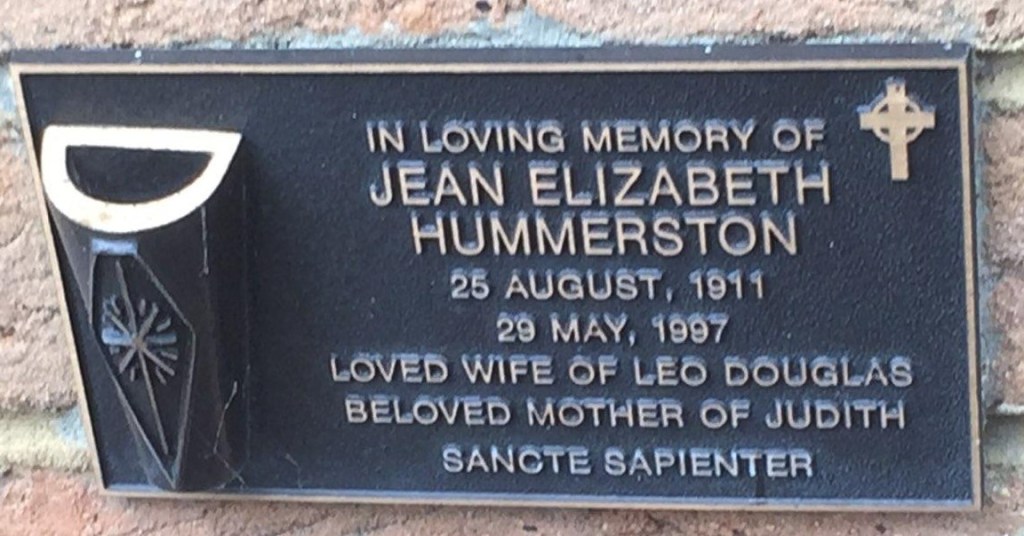 IN LOVING MEMORY OF
JEAN ELIZABETH
HUMMERSTON
25 AUGUST, 1911
29 MAY, 1997
LOVED WIFE OF LEO DOUGLAS
BELOVED MOTHER OF JUDITH
SANCTE SAPIENTER